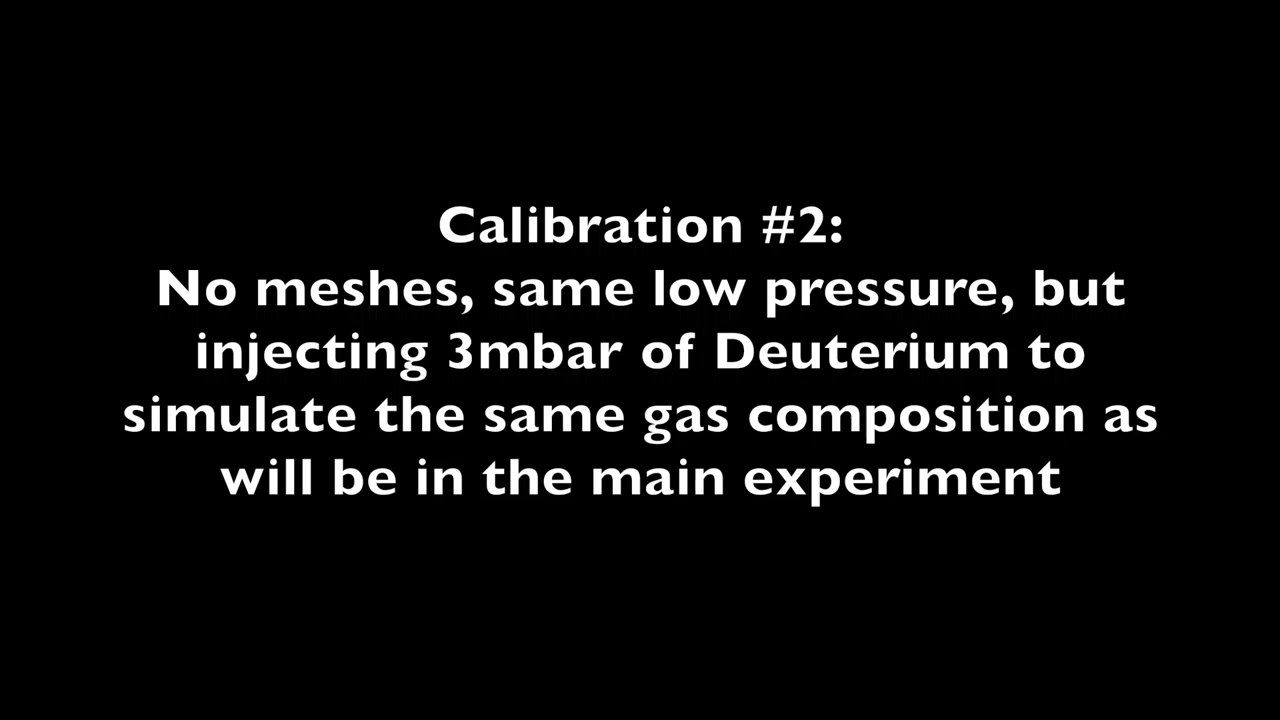 Calibration #2:
No meshes, same low pressure, but
injecting 3mbar of Deuterium to
simulate the same gas composition as
will be in the main experiment